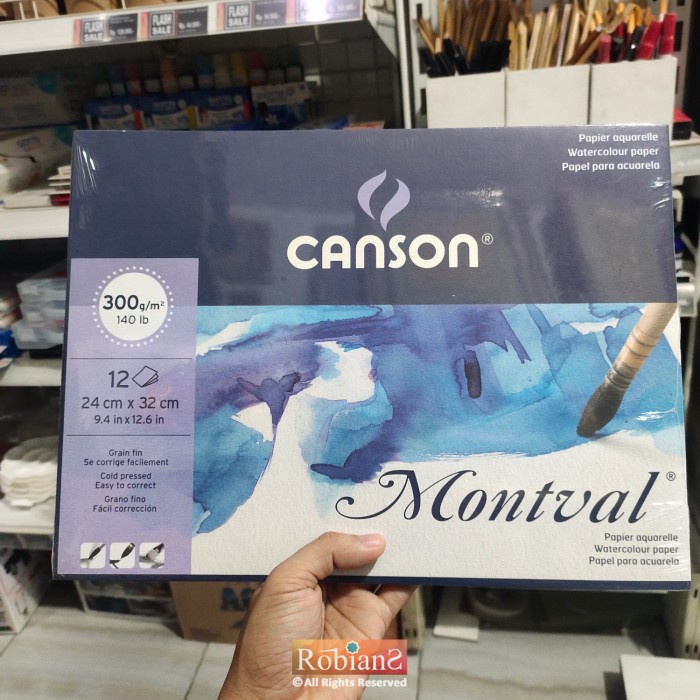 FLASH SALE
FLASH SALE
FLASH SALE
Papier aquarelle
Watercolour paper
Papel para acuarela
CANSON®
300g/m²
140 lb
12
24 cm x 32 cm
9.4 in x 12.6 in
Grain fin
Se corrige facilement
Cold pressed
Easy to correct
Grano fino
Fácil corrección
Montval®
Papier aquarelle
Watercolour paper
Papel para acuarela
RobianS
© All Rights Reserved